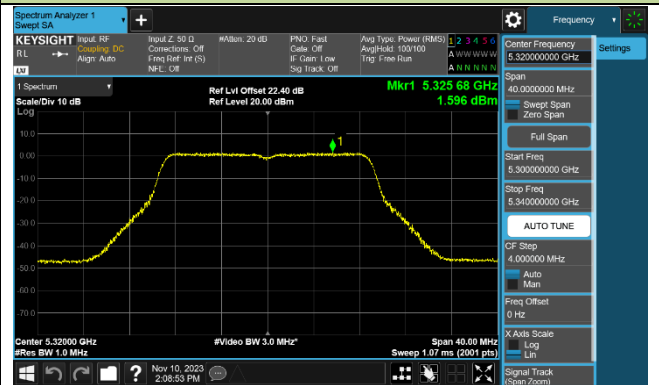 Spectrum Analyzer 1
Swept SA
Frequency
KEYSIGHT
RL
LXI
Input: RF
Coupling: DC
Align: Auto
Input Z: 50 Ω
Corrections: Off
Freq Ref: Int (S)
NFE: Off
#Atten: 20 dB
PNO: Fast
Gate: Off
IF Gain: Low
Sig Track: Off
Avg Type: Power (RMS)
Avg|Hold: 100/100
Trig: Free Run
1 2 3 4 5 6
A W W W W W
A N N N N N
Center Frequency
5.320000000 GHz
Settings
Span
40.0000000 MHz
Swept Span
Zero Span
Full Span
Start Freq
5.300000000 GHz
Stop Freq
5.340000000 GHz
AUTO TUNE
CF Step
4.000000 MHz
Auto
Man
Freq Offset
0 Hz
X Axis Scale
Log
Lin
Signal Track
(Span Zoom)
1 Spectrum
Scale/Div 10 dB
Log
Ref Lvl Offset 22.40 dB
Ref Level 20.00 dBm
Mkr1 5.325 68 GHz
1.596 dBm
1
10.0
0.00
-10.0
-20.0
-30.0
-40.0
-50.0
-60.0
-70.0
Center 5.32000 GHz
#Res BW 1.0 MHz
#Video BW 3.0 MHz*
Span 40.00 MHz
Sweep 1.07 ms (2001 pts)
?
Nov 10, 2023
2:08:53 PM